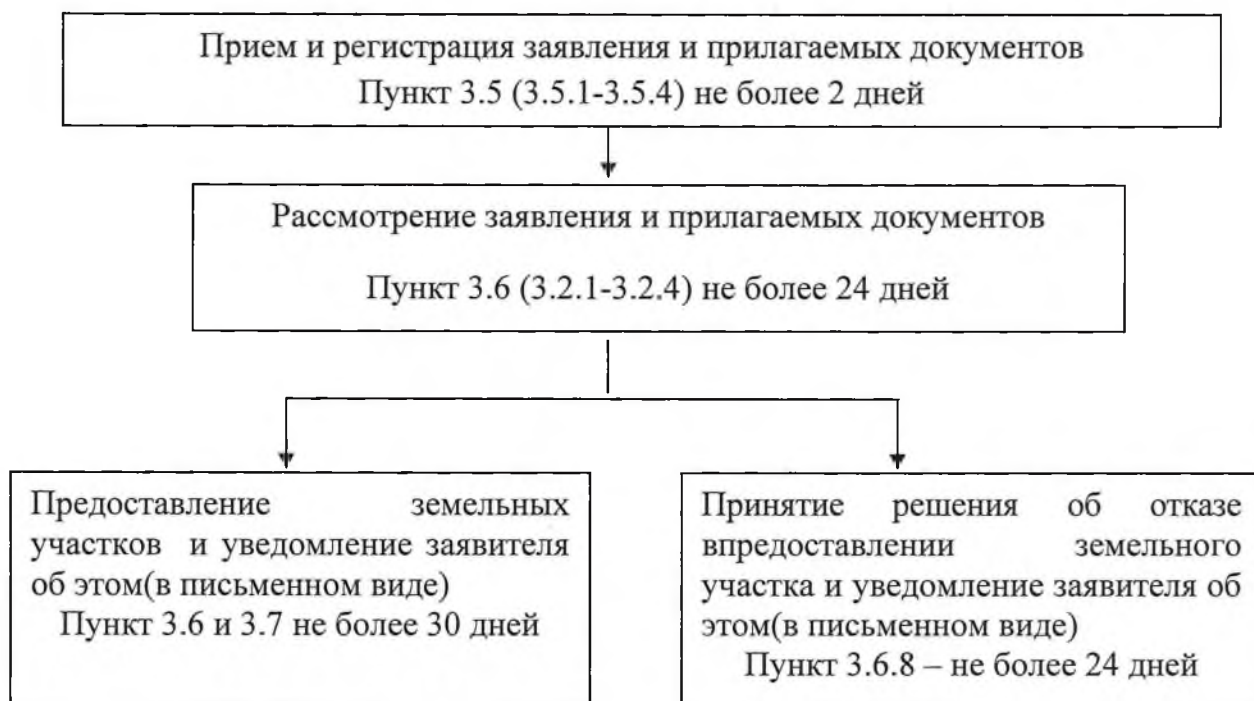 Прием и регистрация заявления и прилагаемых документов
Пункт 3.5 (3.5.1-3.5.4) не более 2 дней
Рассмотрение заявления и прилагаемых документов
Пункт 3.6 (3.2.1-3.2.4) не более 24 дней
Предоставление земельных
участков и уведомление заявителя
об этом(в письменном виде)
Пункт 3.6 и 3.7 не более 30 дней
Принятие решения об отказе
впредоставлении земельного
участка и уведомление заявителя об
этом(в письменном виде)
Пункт 3.6.8 – не более 24 дней